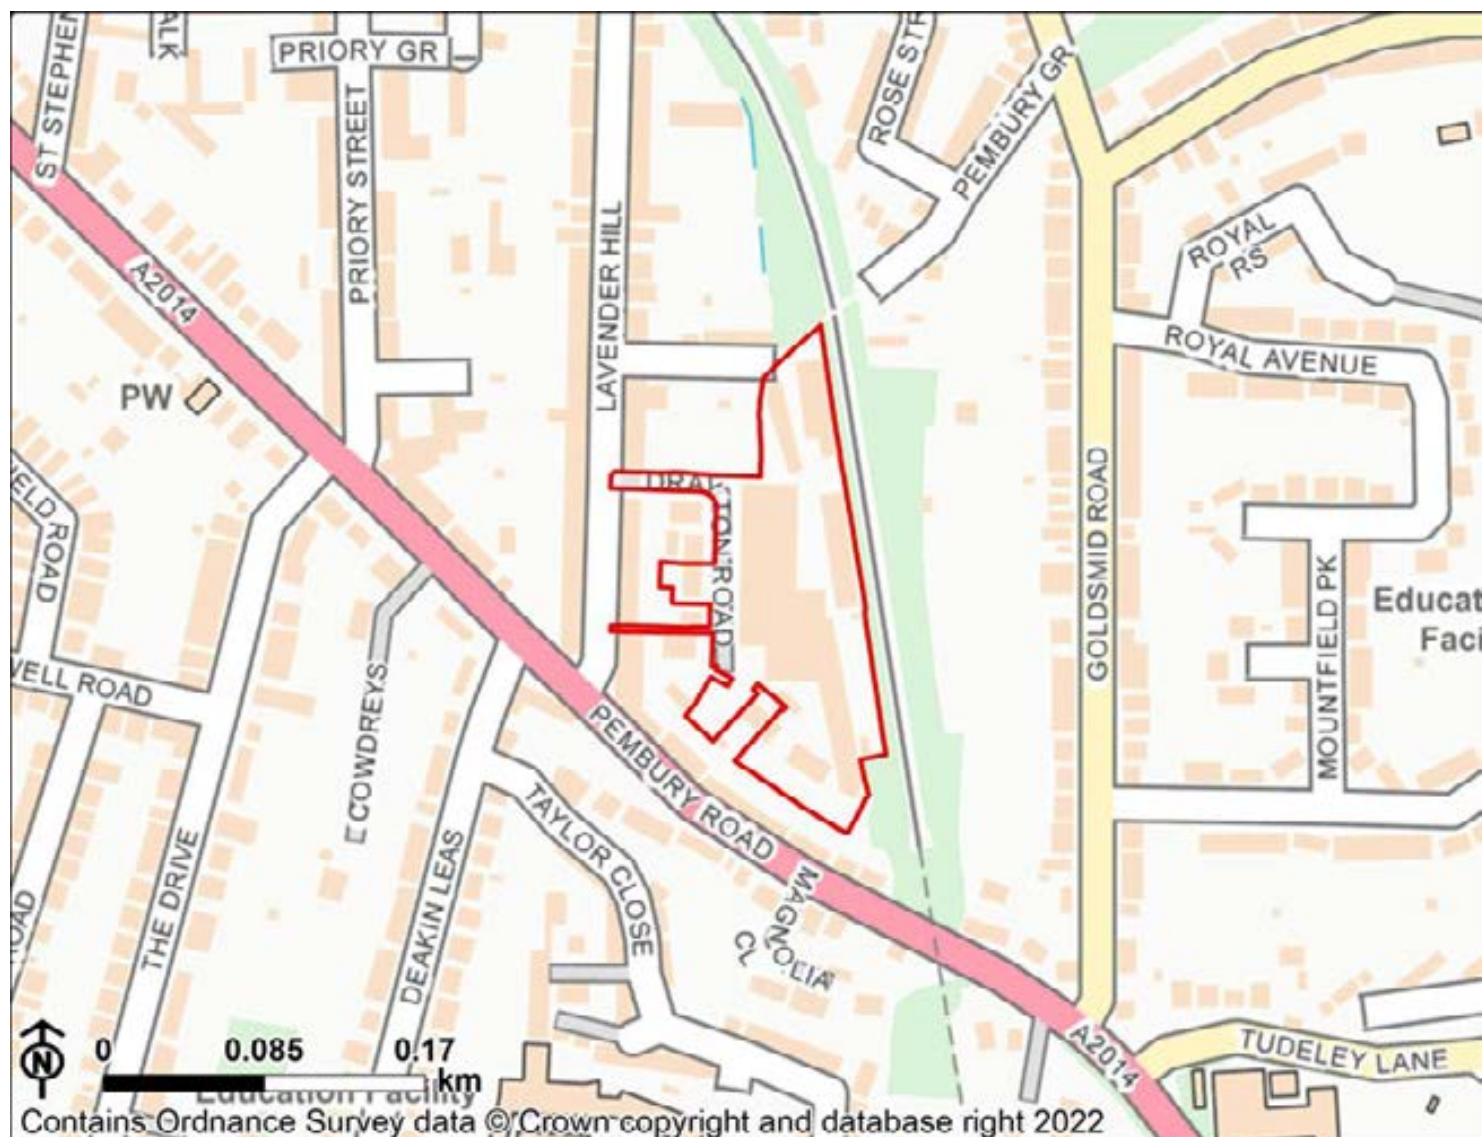 ST STEPHEN
ALK
PRIORY GR
PRIORY STREET
LAVENDER HILL
ROSE STR
PEMBURY GR
A2014
PW
ROYAL
RS
ROYAL AVENUE
GOLDSMID ROAD
MOUNTFIELD PK
Educat
Faci
DRAYTON ROAD
IELD ROAD
WELL ROAD
COWDREYS
THE DRIVE
ROAD
DEAKIN LEAS
TAYLOR CLOSE
PEMBURY ROAD
MAGNOLIA
CL
A2014
TUDELEY LANE
N
0 0.085 0.17
km
Education Facility
Contains Ordnance Survey data © Crown copyright and database right 2022